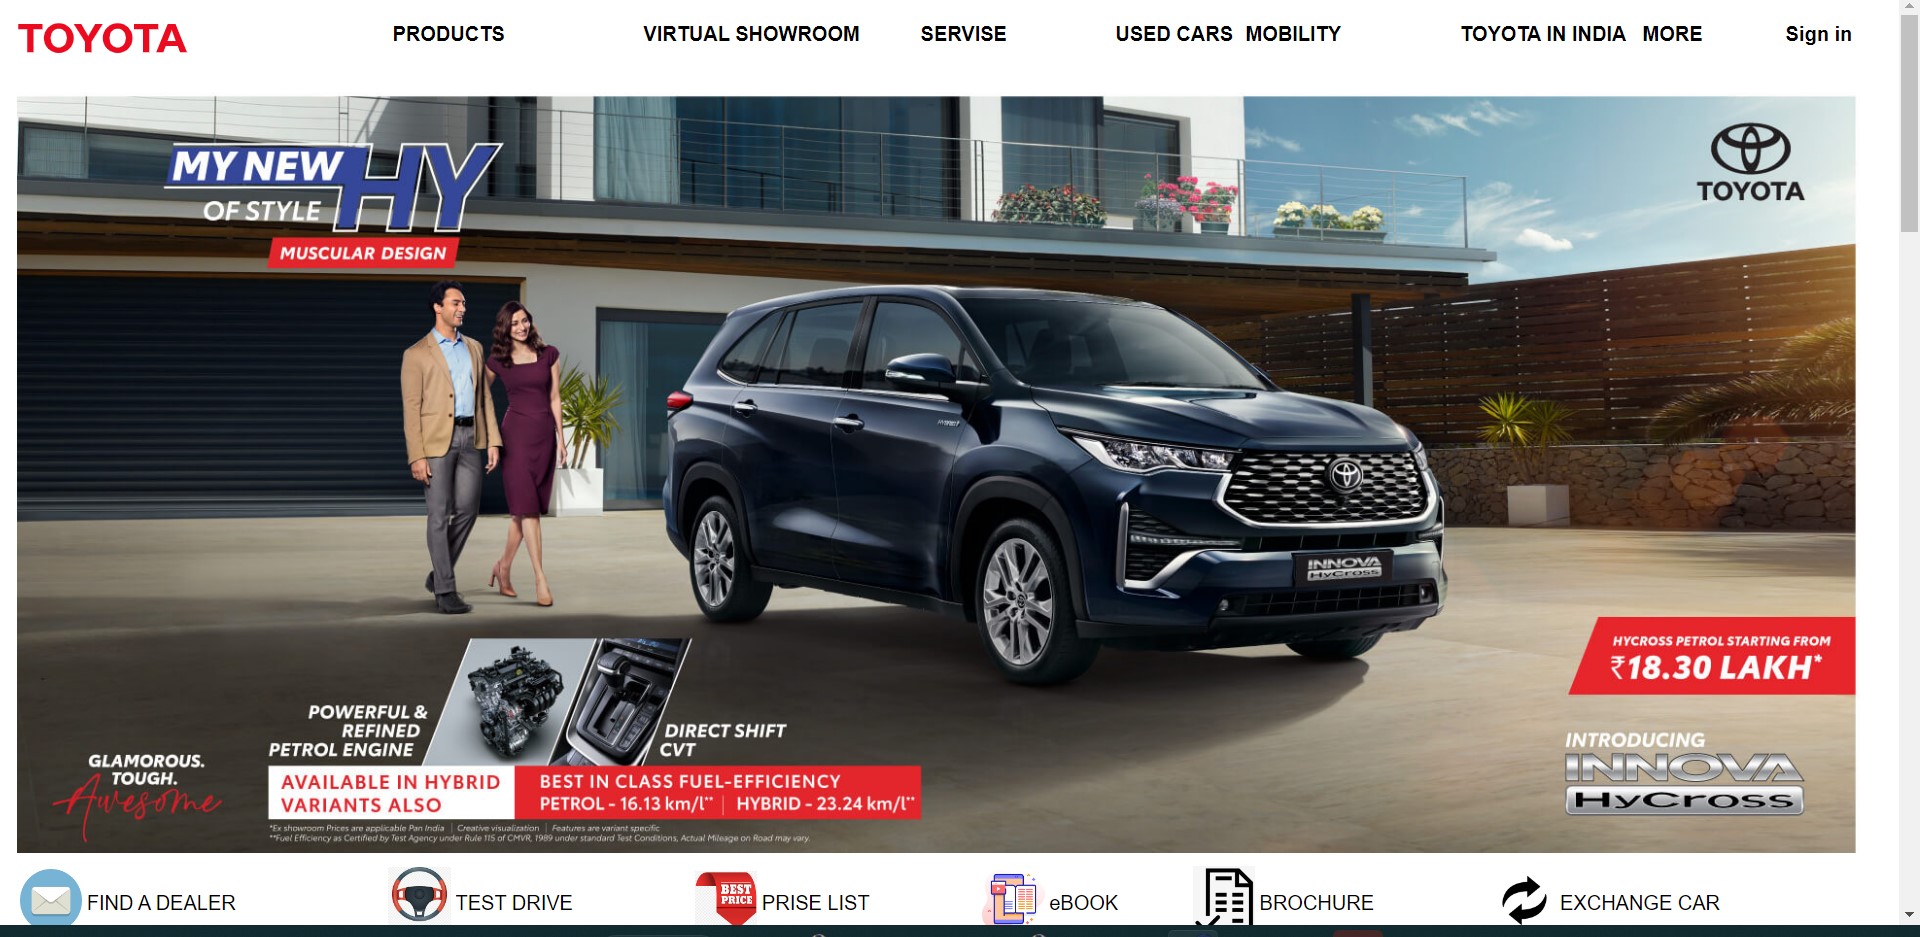 TOYOTA
PRODUCTS
VIRTUAL SHOWROOM
SERVISE
USED CARS
MOBILITY
TOYOTA IN INDIA
MORE
Sign in
MY NEW HY
OF STYLE
MUSCULAR DESIGN
TOYOTA
HYBRID
INNOVA
HyCross
HYCROSS PETROL STARTING FROM
₹18.30 LAKH*
POWERFUL &
REFINED
PETROL ENGINE
DIRECT SHIFT
CVT
GLAMOROUS.
TOUGH.
Awesome
AVAILABLE IN HYBRID
VARIANTS ALSO
BEST IN CLASS FUEL-EFFICIENCY
PETROL - 16.13 km/l** | HYBRID - 23.24 km/l**
*Ex showroom Prices are applicable Pan India | Creative visualization | Features are variant specific
**Fuel Efficiency as Certified by Test Agency under Rule 115 of CMVR, 1989 under standard Test Conditions, Actual Mileage on Road may vary.
INTRODUCING
INNOVA
HyCross
FIND A DEALER
TEST DRIVE
BEST
PRICE
PRISE LIST
eBOOK
BROCHURE
EXCHANGE CAR